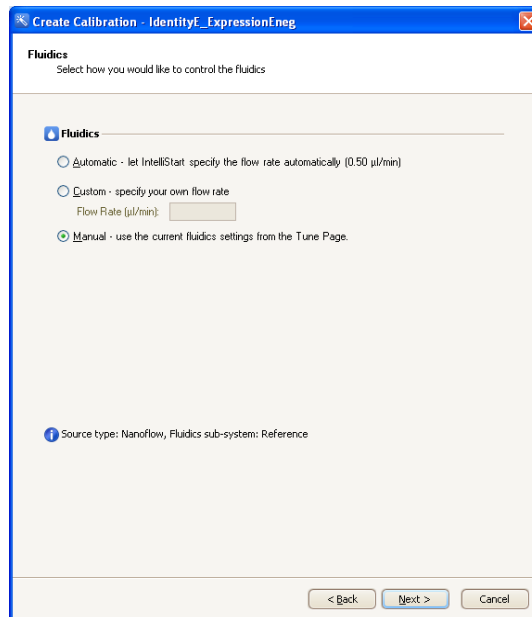 Create Calibration - IdentityE_ExpressionEneg
Fluidics
Select how you would like to control the fluidics
Fluidics
Automatic - let IntelliStart specify the flow rate automatically (0.50 µl/min)
Custom - specify your own flow rate
Flow Rate (µl/min):
Manual - use the current fluidics settings from the Tune Page.
Source type: Nanoflow, Fluidics sub-system: Reference
< Back Next > Cancel